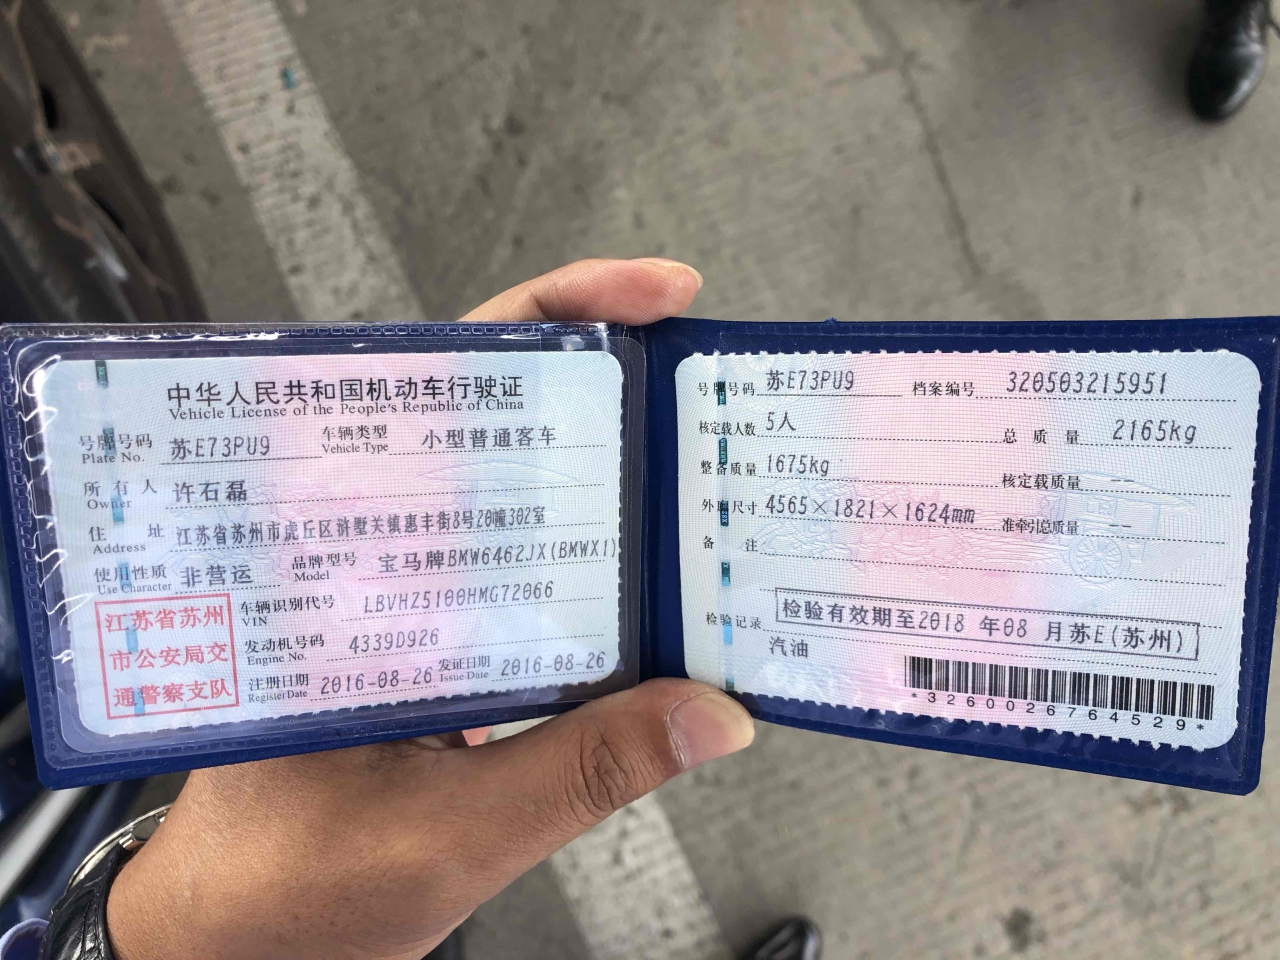 中华人民共和国机动车行驶证
Vehicle License of the People's Republic of China
号牌号码 苏E73PU9 车辆类型 小型普通客车
Plate No. Vehicle Type
所有人 许石磊
Owner
住址 江苏省苏州市虎丘区浒墅关镇惠丰街8号20幢302室
Address
使用性质 非营运 品牌型号 宝马牌BMW6462JX(BMWX1)
Use Character Model
江苏省苏州
市公安局交
通警察支队
车辆识别代号 LBVHZ5100HMG72066
VIN
发动机号码 4339D926
Engine No.
注册日期 2016-08-26 发证日期 2016-08-26
Register Date Issue Date
号牌号码 苏E73PU9 档案编号 320503215951
核定载人数 5人 总质量 2165kg
整备质量 1675kg 核定载质量 --
外廓尺寸 4565×1821×1624mm 准牵引总质量 --
备注
检验记录 检验有效期至2018年08月苏E(苏州)
汽油
*3260026764529*